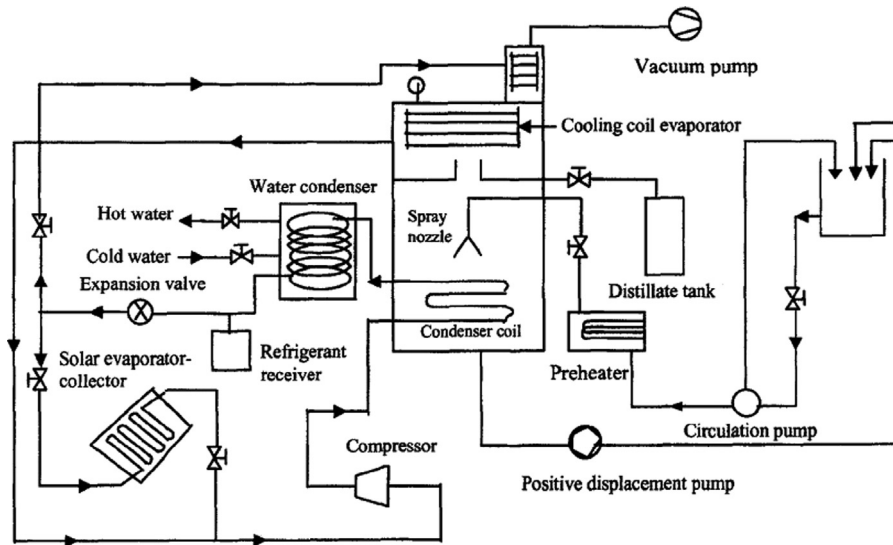 Vacuum pump
Cooling coil evaporator
Water condenser
Hot water
Spray
nozzle
Cold water
Expansion valve
Distillate tank
Condenser coil
Solar evaporator-
collector
Refrigerant
receiver
Preheater
Circulation pump
Compressor
Positive displacement pump